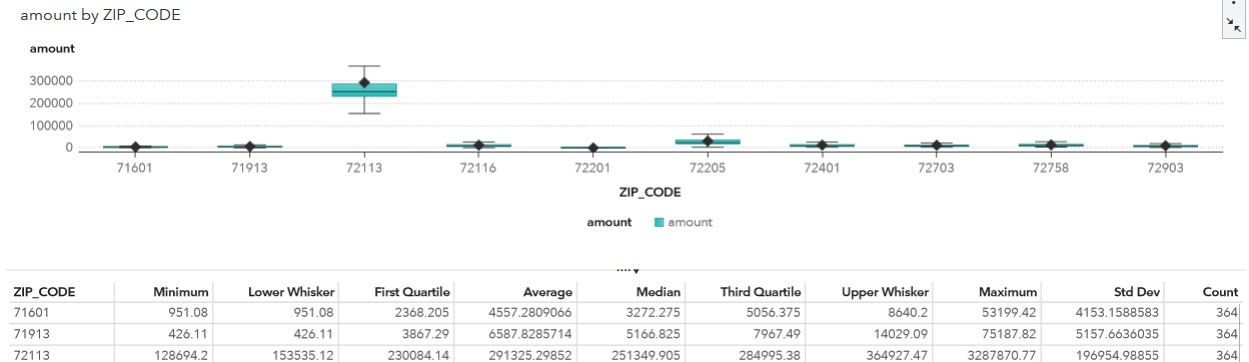 amount by ZIP_CODE
amount
300000
200000
100000
0
71601 71913 72113 72116 72201 72205 72401 72703 72758 72903
ZIP_CODE
amount amount
ZIP_CODE Minimum Lower Whisker First Quartile Average Median Third Quartile Upper Whisker Maximum Std Dev Count
71601 951.08 951.08 2368.205 4557.2809066 3272.275 5056.375 8640.2 53199.42 4153.1588583 364
71913 426.11 426.11 3867.29 6587.8285714 5166.825 7967.49 14029.09 75187.82 5157.6636035 364
72113 128694.2 153535.12 230084.14 291325.29852 251349.905 284995.38 364927.47 3287870.77 196954.98855 364